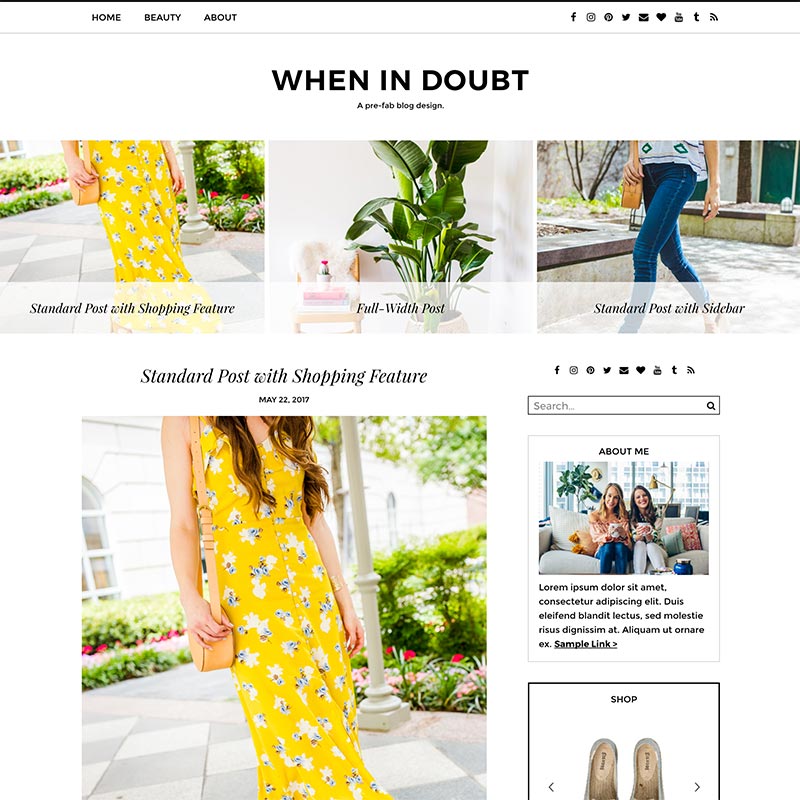 HOME BEAUTY ABOUT
WHEN IN DOUBT
A pre-fab blog design.
Standard Post with Shopping Feature
Full-Width Post
Standard Post with Sidebar
Standard Post with Shopping Feature
MAY 22, 2017
Search...
ABOUT ME
Lorem ipsum dolor sit amet,
consectetur adipiscing elit. Duis
eleifend blandit lectus, sed molestie
risus dignissim at. Aliquam ut ornare
ex. Sample Link >
SHOP